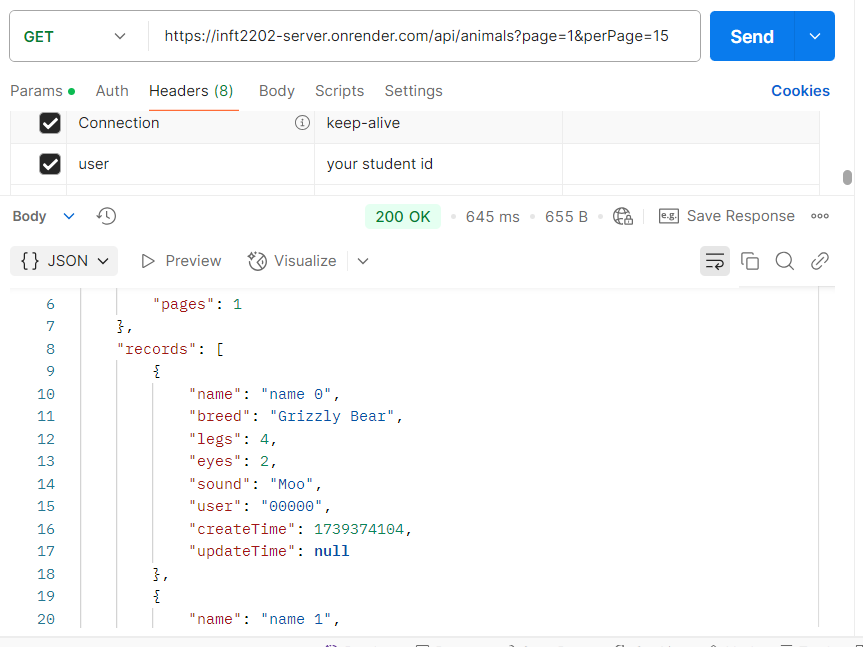 GET https://inft2202-server.onrender.com/api/animals?page=1&perPage=15 Send
Params Auth Headers (8) Body Scripts Settings Cookies
Connection keep-alive
user your student id
Body 200 OK 645 ms 655 B e.g. Save Response
{} JSON Preview Visualize
6 "pages": 1
7 },
8 "records": [
9 {
10 "name": "name 0",
11 "breed": "Grizzly Bear",
12 "legs": 4,
13 "eyes": 2,
14 "sound": "Moo",
15 "user": "00000",
16 "createTime": 1739374104,
17 "updateTime": null
18 },
19 {
20 "name": "name 1",